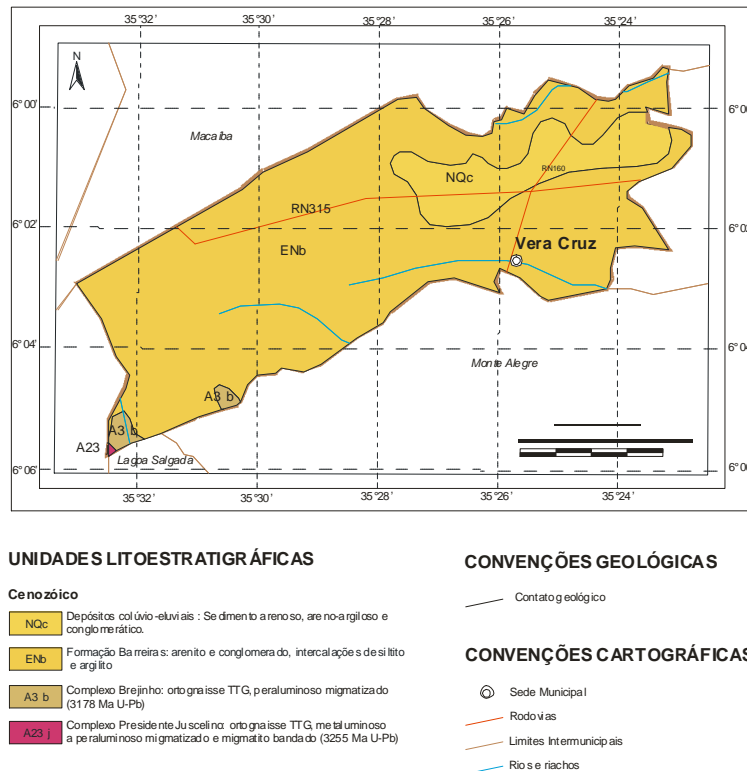 35°32' 35°30' 35°28' 35°26' 35°24'
N
6°00' 6°00
Macaíba
NQc
RN160
RN315
6°02' 6°02
ENb
Vera Cruz
6°04' 6°04
Monte Alegre
A3 b
A3 b
A23
Lagoa Salgada
6°06' 6°00
35°32' 35°30' 35°28' 35°26' 35°24'
UNIDADES LITOESTRATIGRÁFICAS
Cenozóico
NQc
Depósitos colúvio-eluviais : Sedimento arenoso, areno-argiloso e
conglomerático.
ENb
Formação Barreiras: arenito e conglomerado, intercalações de siltito
e argilito
A3 b
Complexo Brejinho: ortognaisse TTG, peraluminoso migmatizado
(3178 Ma U-Pb)
A23 j
Complexo Presidente Juscelino: ortognaisse TTG, metaluminoso
a peraluminoso migmatizado e migmatito bandado (3255 Ma U-Pb)
CONVENÇÕES GEOLÓGICAS
Contato geológico
CONVENÇÕES CARTOGRÁFICAS
Sede Municipal
Rodovias
Limites Intermunicipais
Rios e riachos